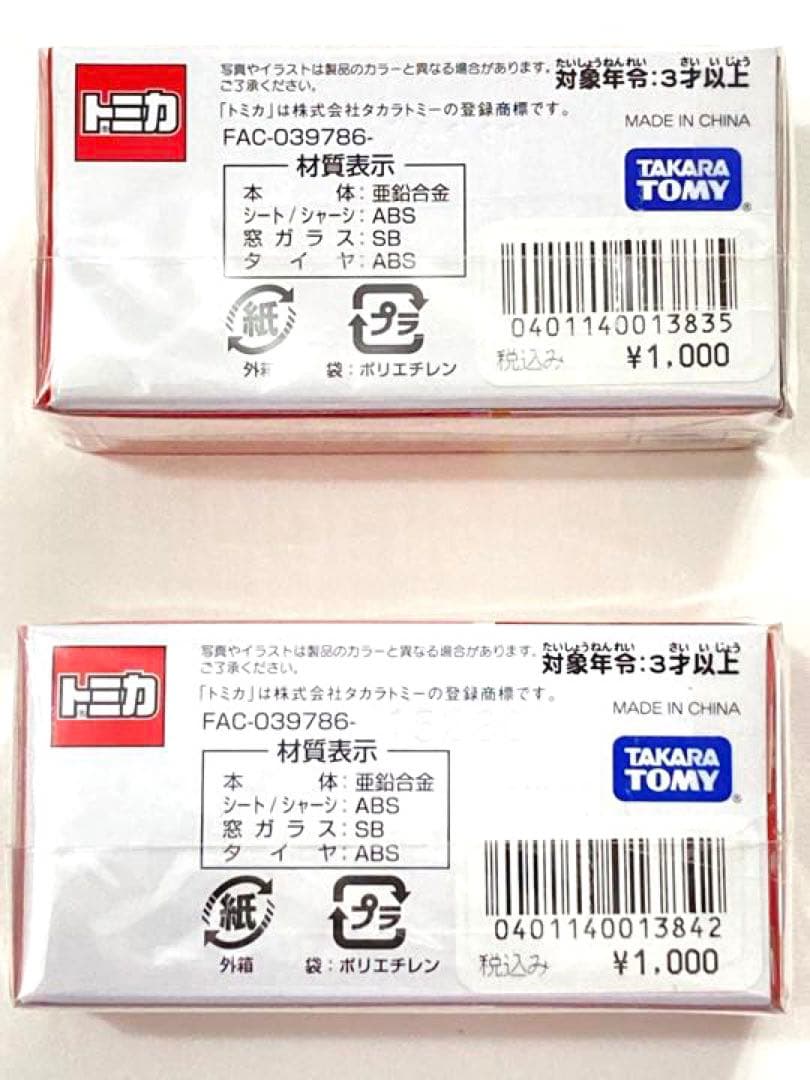 トミカ
写真やイラストは製品のカラーと異なる場合があります。
ご了承ください。
たいしょうねんれい さいいじょう
対象年令:3才以上
「トミカ」は株式会社タカラトミーの登録商標です。
MADE IN CHINA
FAC-039786-
TAKARA
TOMY®
材質表示
本体:亜鉛合金
シート/シャーシ:ABS
窓ガラス:SB
タイヤ:ABS
紙
外箱
プラ
袋:ポリエチレン
0401140013835
税込み ¥1,000
トミカ
写真やイラストは製品のカラーと異なる場合があります。
ご了承ください。
たいしょうねんれい さいいじょう
対象年令:3才以上
「トミカ」は株式会社タカラトミーの登録商標です。
MADE IN CHINA
FAC-039786-
TAKARA
TOMY®
材質表示
本体:亜鉛合金
シート/シャーシ:ABS
窓ガラス:SB
タイヤ:ABS
紙
外箱
プラ
袋:ポリエチレン
0401140013842
税込み ¥1,000